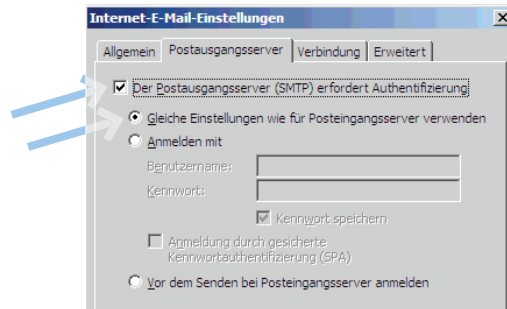 Internet-E-Mail-Einstellungen
Allgemein Postausgangsserver Verbindung Erweitert
Der Postausgangsserver (SMTP) erfordert Authentifizierung
Gleiche Einstellungen wie für Posteingangsserver verwenden
Anmelden mit
Benutzername:
Kennwort:
Kennwort speichern
Anmeldung durch gesicherte
Kennwortauthentifizierung (SPA)
Vor dem Senden bei Posteingangsserver anmelden